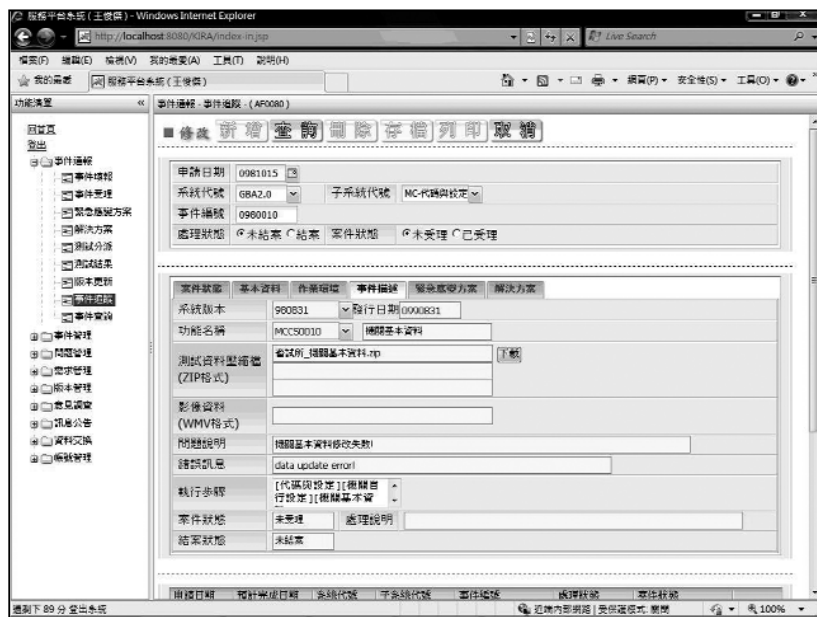 服務平台系統(王俊傑) - Windows Internet Explorer
http://localhost:8080/KIRA/index-in.jsp
Live Search
檔案(F) 編輯(E) 檢視(V) 我的最愛(A) 工具(T) 說明(H)
我的最愛 服務平台系統(王俊傑) 網頁(P) 安全性(S) 工具(O)
功能清單 « 事件通報 - 事件追蹤 - (AF0080)
回首頁
登出
事件通報
事件填報
事件受理
緊急應變方案
解決方案
測試分派
測試結果
版本更新
事件追蹤
事件查詢
事件管理
問題管理
需求管理
版本管理
意見調查
訊息公告
資料交換
帳號管理
■ 修改 新增 查詢 刪除 存檔 列印 取消
申請日期 0981015
系統代號 GBA2.0 子系統代號 MC-代碼與設定
事件編號 0980010
處理狀態 未結案 結案 案件狀態 未受理 已受理
案件狀態 基本資料 作業環境 事件描述 緊急應變方案 解決方案
系統版本 980831 發行日期 0990831
功能名稱 MCCS0010 機關基本資料
測試資料壓縮檔 (ZIP格式) 省試所_機關基本資料.zip 下載
影像資料 (WMV格式)
問題說明 機關基本資料修改失敗!
錯誤訊息 data update error!
執行步驟 [代碼與設定][機關自
行設定][機關基本資
案件狀態 未受理 處理說明
結案狀態 未結案
申請日期 預計完成日期 系統代號 子系統代號 事件編號 處理狀態 案件狀態
還剩下 89 分 登出系統 近端內部網路 | 受保護模式: 關閉 100%